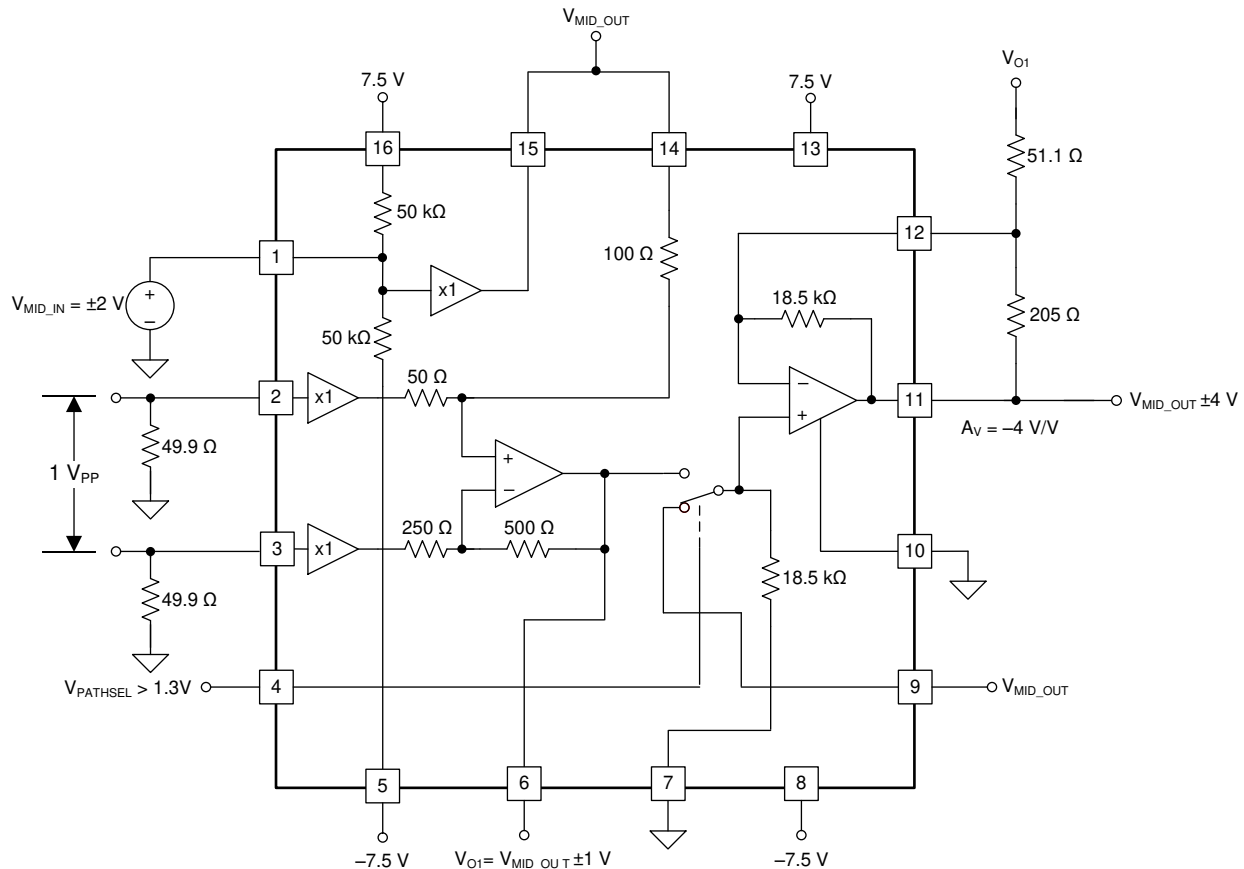 V_MID_OUT
V_O1
7.5 V
7.5 V
16
15
14
13
51.1 Ω
50 kΩ
12
1
100 Ω
x1
18.5 kΩ
V_MID_IN = ±2 V
+
–
205 Ω
50 kΩ
50 Ω
2
x1
–
+
11
V_MID_OUT ±4 V
A_V = –4 V/V
49.9 Ω
1 V_PP
+
–
250 Ω
500 Ω
3
x1
10
18.5 kΩ
49.9 Ω
V_PATHSEL > 1.3V
4
9
V_MID_OUT
5
6
7
8
–7.5 V
V_O1= V_MID_OUT ±1 V
–7.5 V